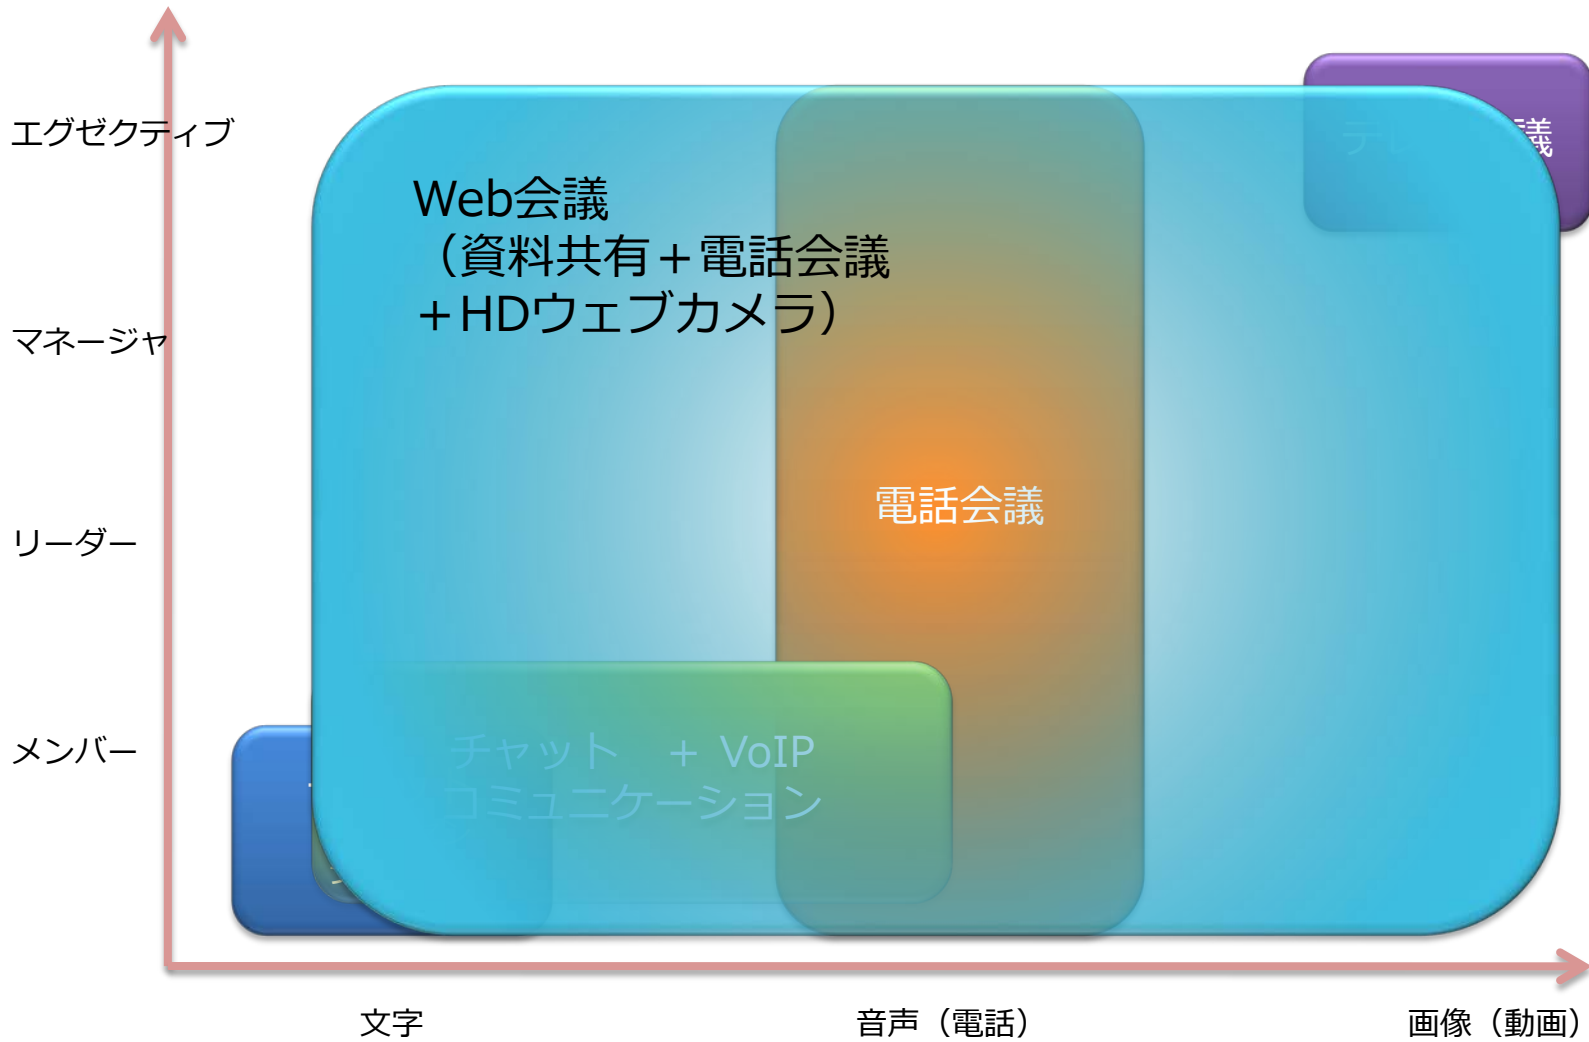 エグゼクティブ
マネージャ
リーダー
メンバー
Web会議
（資料共有＋電話会議
＋HDウェブカメラ）
テレ
議
電話会議
チャット　＋ VoIP
コミュニケーション
文字
音声（電話）
画像（動画）